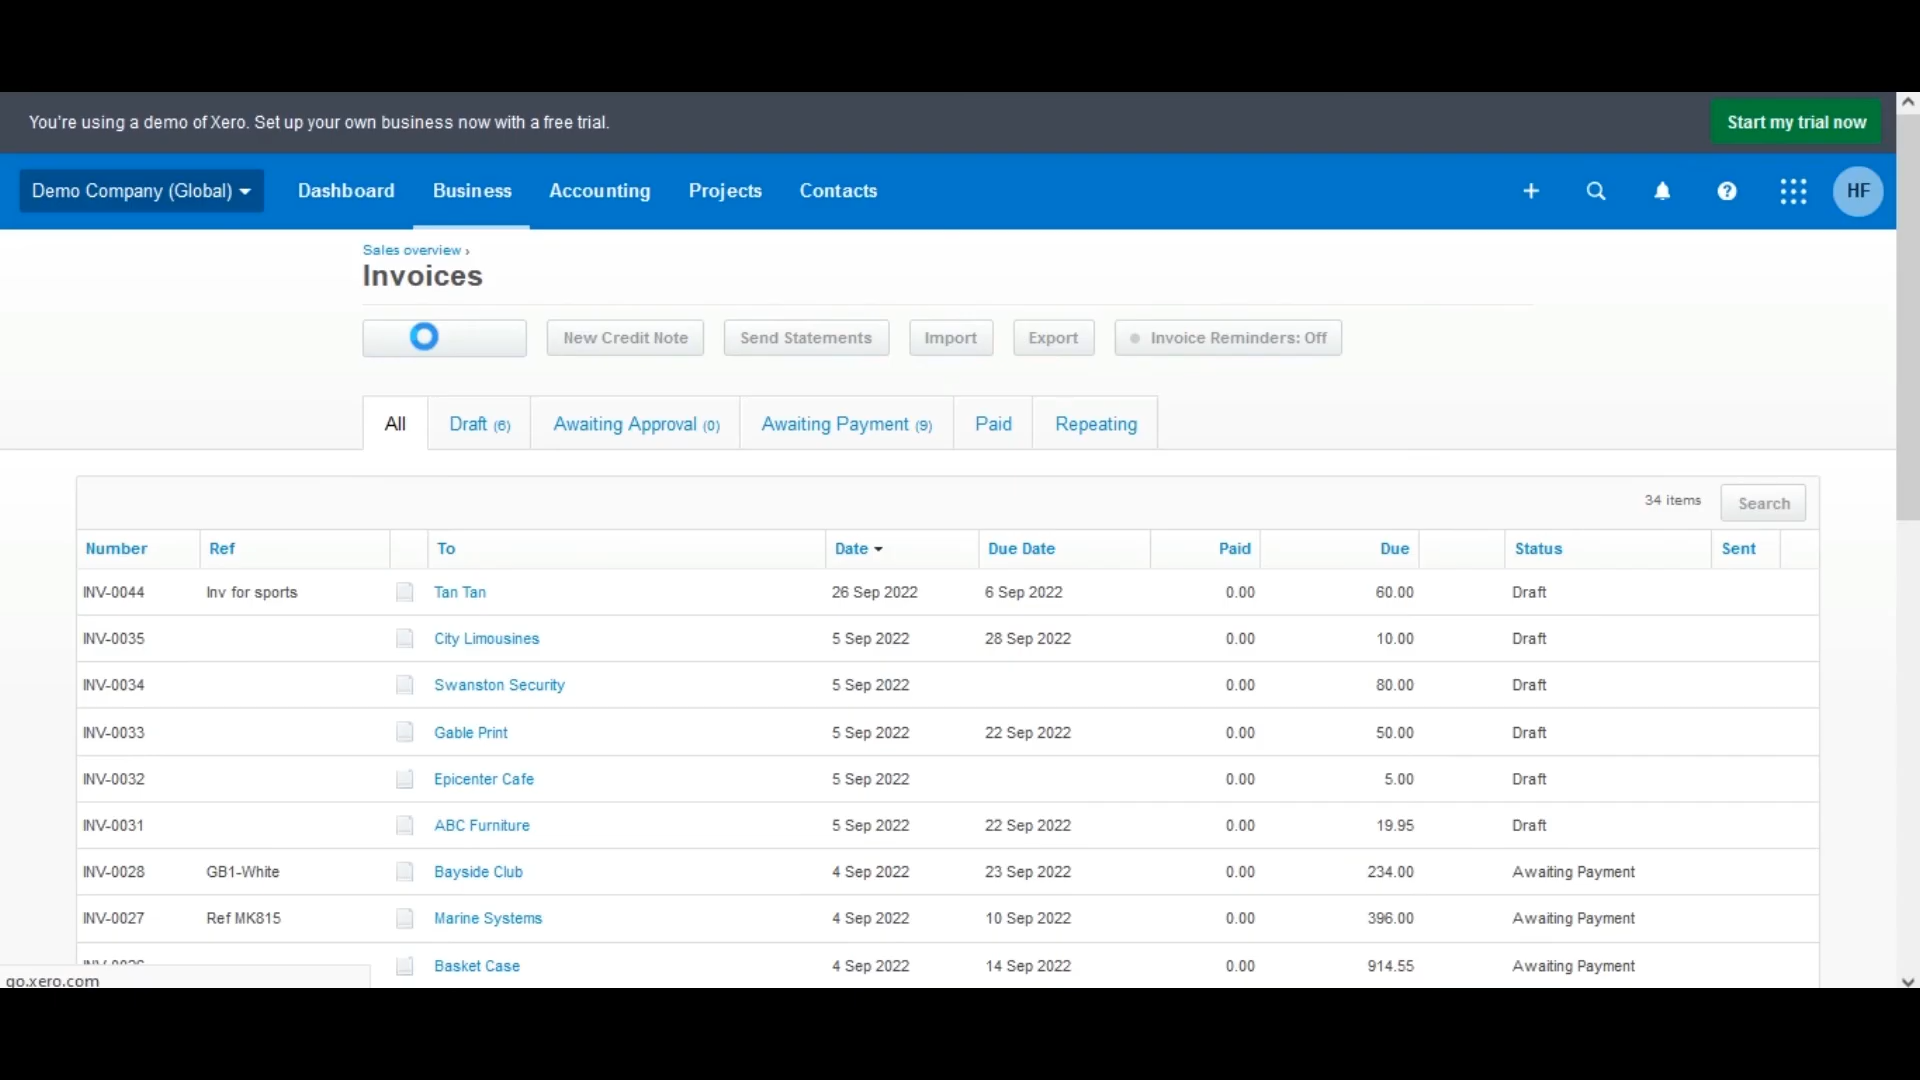 You're using a demo of Xero. Set up your own business now with a free trial.
Start my trial now
Demo Company (Global) Dashboard Business Accounting Projects Contacts HF
Sales overview ›
Invoices
New Credit Note Send Statements Import Export Invoice Reminders: Off
All Draft (6) Awaiting Approval (0) Awaiting Payment (9) Paid Repeating
34 items Search
Number Ref To Date Due Date Paid Due Status Sent
INV-0044 Inv for sports Tan Tan 26 Sep 2022 6 Sep 2022 0.00 60.00 Draft
INV-0035 City Limousines 5 Sep 2022 28 Sep 2022 0.00 10.00 Draft
INV-0034 Swanston Security 5 Sep 2022 0.00 80.00 Draft
INV-0033 Gable Print 5 Sep 2022 22 Sep 2022 0.00 50.00 Draft
INV-0032 Epicenter Cafe 5 Sep 2022 0.00 5.00 Draft
INV-0031 ABC Furniture 5 Sep 2022 22 Sep 2022 0.00 19.95 Draft
INV-0028 GB1-White Bayside Club 4 Sep 2022 23 Sep 2022 0.00 234.00 Awaiting Payment
INV-0027 Ref MK815 Marine Systems 4 Sep 2022 10 Sep 2022 0.00 396.00 Awaiting Payment
Basket Case 4 Sep 2022 14 Sep 2022 0.00 914.55 Awaiting Payment
go.xero.com